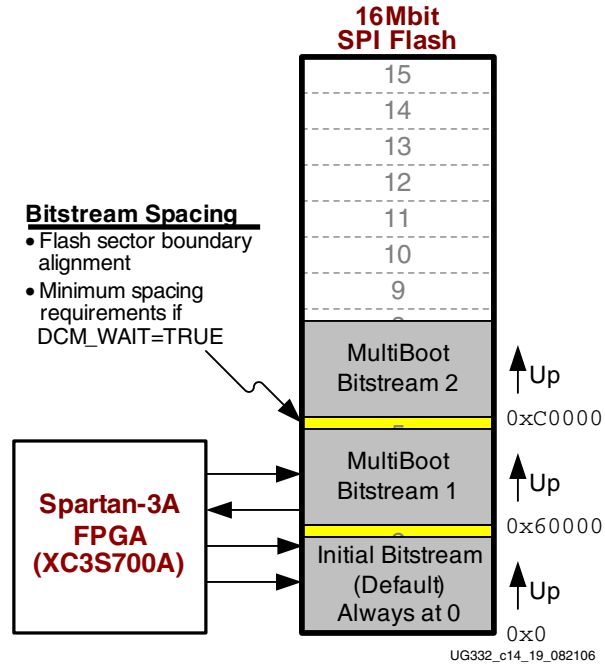 16Mbit
SPI Flash
15
14
13
12
11
10
9
Bitstream Spacing
• Flash sector boundary
alignment
• Minimum spacing
requirements if
DCM_WAIT=TRUE
MultiBoot
Bitstream 2
Up
0xC0000
MultiBoot
Bitstream 1
Up
0x60000
Spartan-3A
FPGA
(XC3S700A)
Initial Bitstream
(Default)
Always at 0
Up
0x0
UG332_c14_19_082106